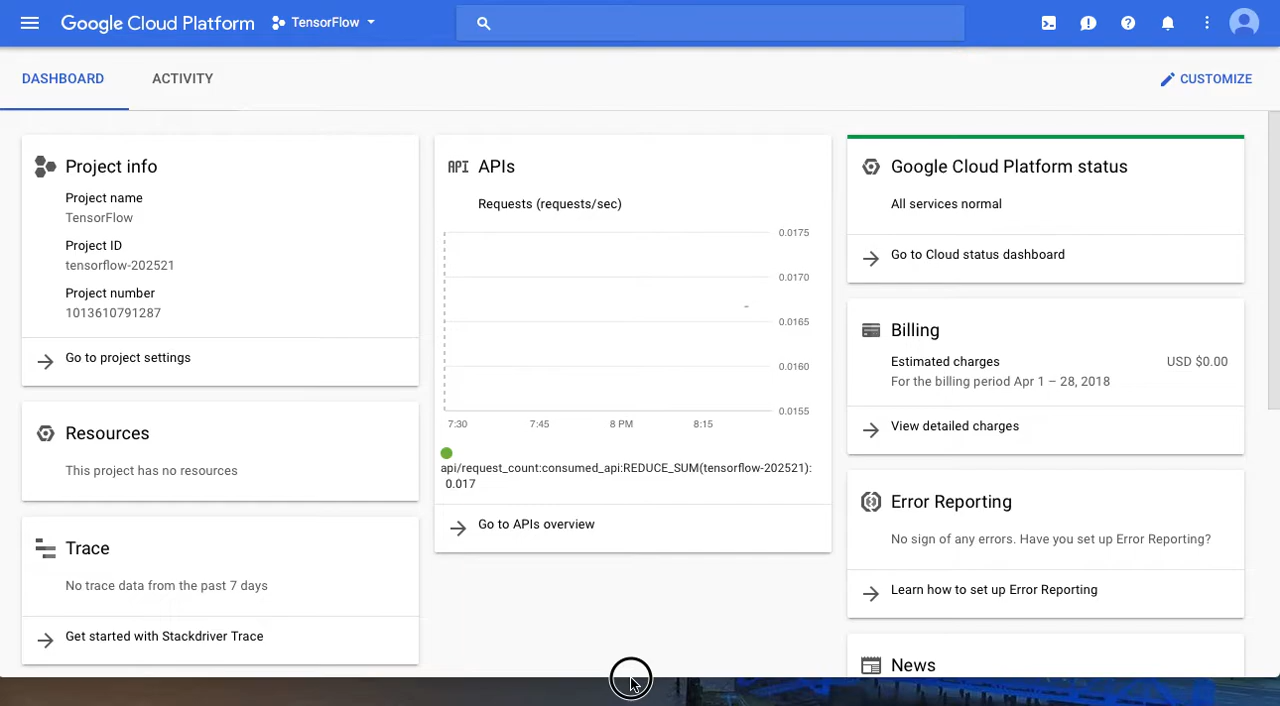 Google Cloud Platform
TensorFlow
DASHBOARD
ACTIVITY
CUSTOMIZE
Project info
Project name
TensorFlow
Project ID
tensorflow-202521
Project number
1013610791287
Go to project settings
Resources
This project has no resources
Trace
No trace data from the past 7 days
Get started with Stackdriver Trace
API APIs
Requests (requests/sec)
0.0175
0.0170
0.0165
0.0160
0.0155
7:30 7:45 8 PM 8:15
api/request_count:consumed_api:REDUCE_SUM(tensorflow-202521):
0.017
Go to APIs overview
Google Cloud Platform status
All services normal
Go to Cloud status dashboard
Billing
Estimated charges USD $0.00
For the billing period Apr 1 – 28, 2018
View detailed charges
Error Reporting
No sign of any errors. Have you set up Error Reporting?
Learn how to set up Error Reporting
News